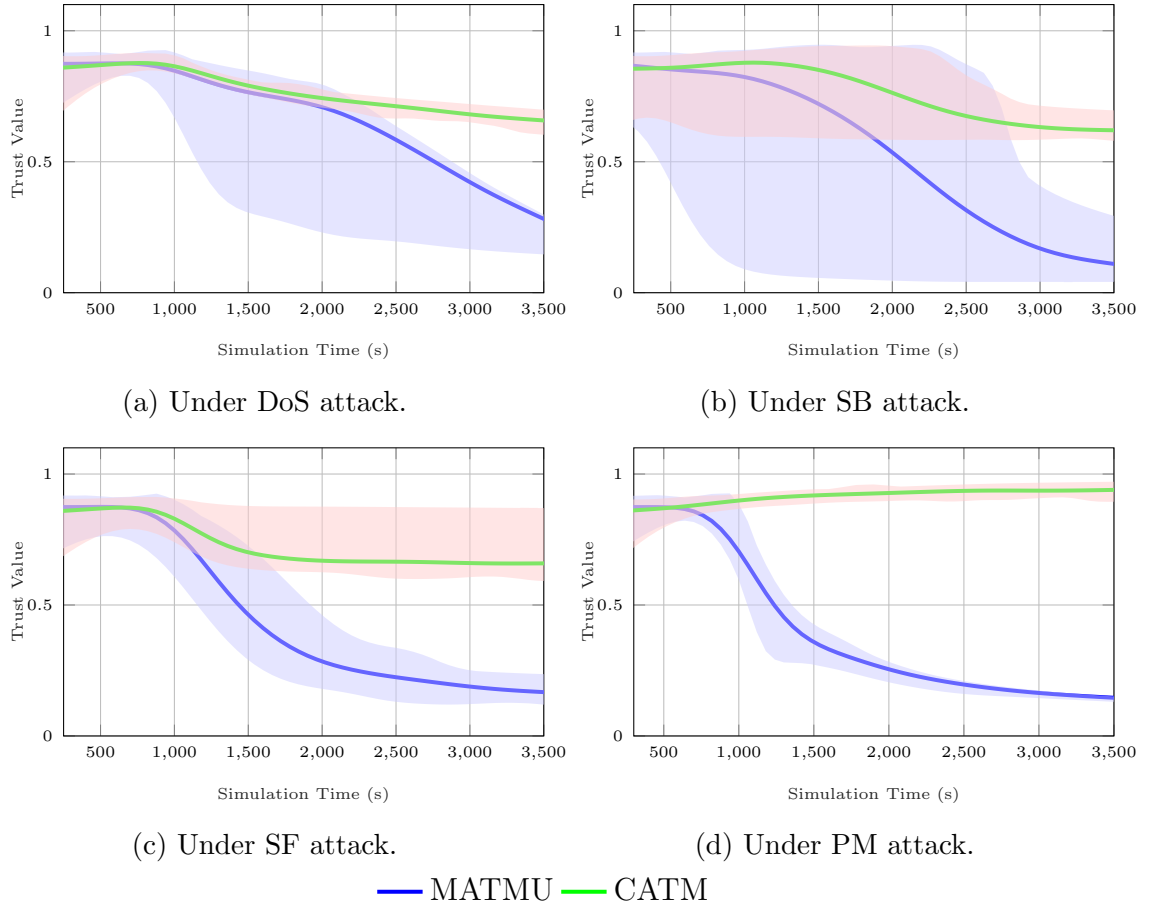 1
0.5
0
Trust Value
500 1,000 1,500 2,000 2,500 3,000 3,500
Simulation Time (s)
(a) Under DoS attack.
1
0.5
0
Trust Value
500 1,000 1,500 2,000 2,500 3,000 3,500
Simulation Time (s)
(b) Under SB attack.
1
0.5
0
Trust Value
500 1,000 1,500 2,000 2,500 3,000 3,500
Simulation Time (s)
(c) Under SF attack.
1
0.5
0
Trust Value
500 1,000 1,500 2,000 2,500 3,000 3,500
Simulation Time (s)
(d) Under PM attack.
MATMU CATM